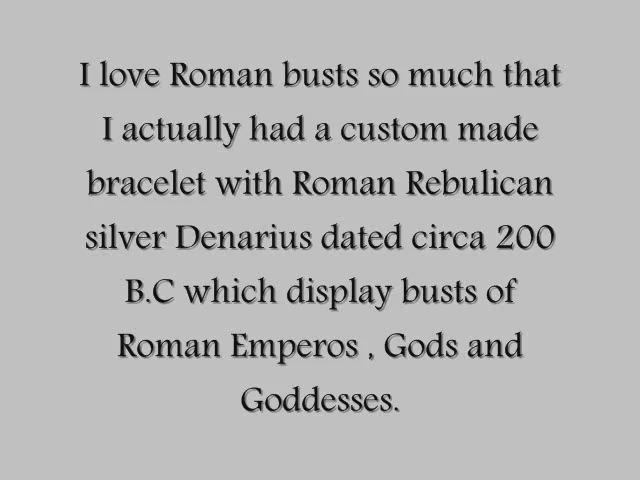 I love Roman busts so much that
I actually had a custom made
bracelet with Roman Rebulican
silver Denarius dated circa 200
B.C which display busts of
Roman Emperos , Gods and
Goddesses.